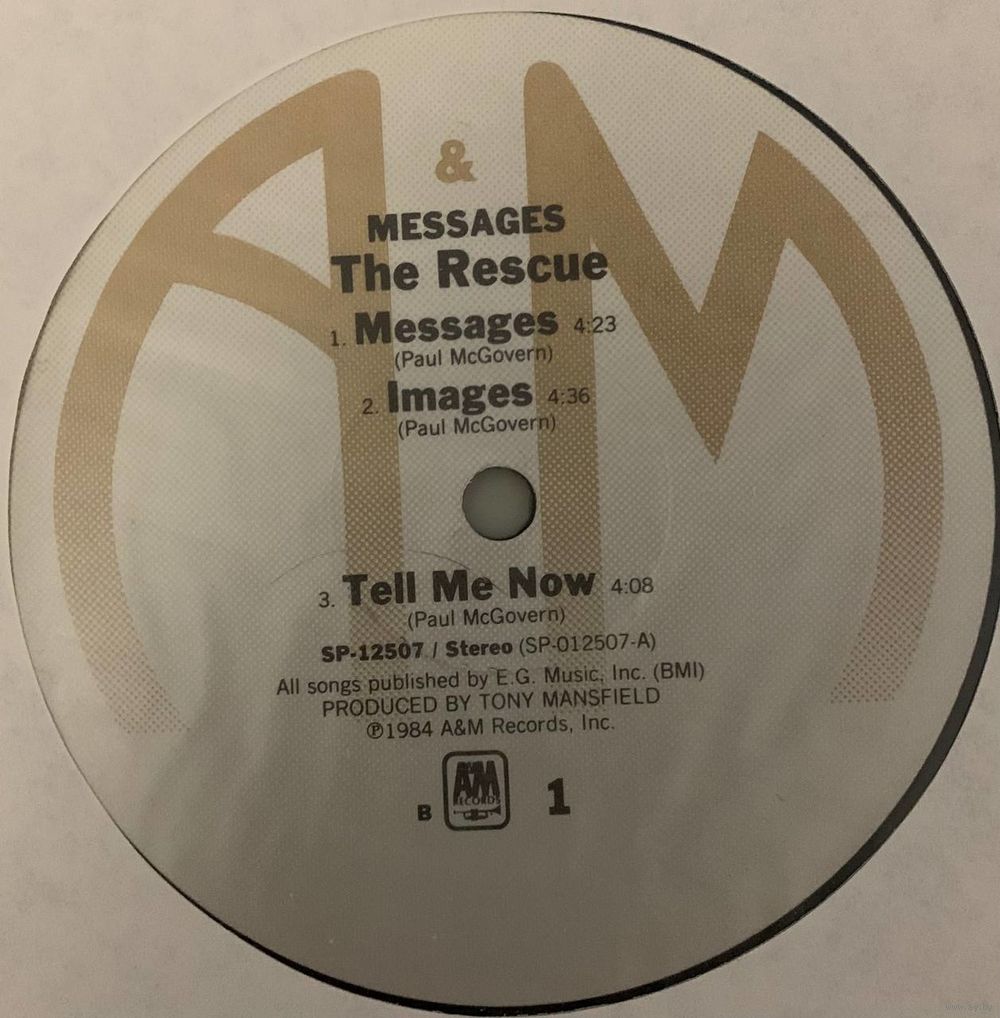 A & M
MESSAGES
The Rescue
1. Messages 4:23
(Paul McGovern)
2. Images 4:36
(Paul McGovern)
3. Tell Me Now 4:08
(Paul McGovern)
SP-12507 / Stereo (SP-012507-A)
All songs published by E.G. Music, Inc. (BMI)
PRODUCED BY TONY MANSFIELD
℗1984 A&M Records, Inc.
B A&M RECORDS 1